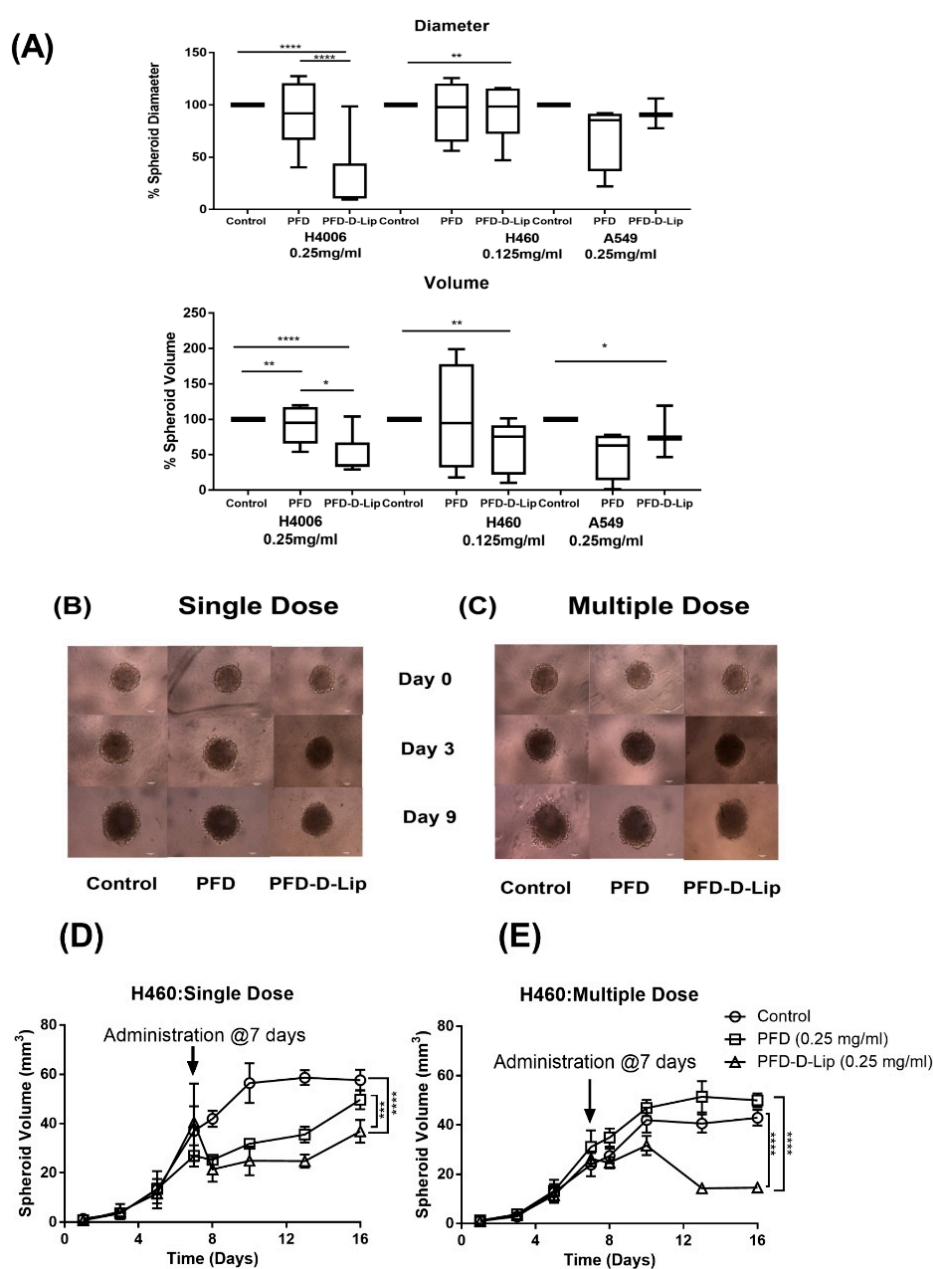 (A)
Diameter
****
****
**
% Spheroid Diamaeter
150
100
50
0
Control PFD PFD-D-Lip Control PFD PFD-D-Lip Control PFD PFD-D-Lip
H4006 H460 A549
0.25mg/ml 0.125mg/ml 0.25mg/ml
Volume
****
**
*
**
*
% Spheroid Volume
250
200
150
100
50
0
Control PFD PFD-D-Lip Control PFD PFD-D-Lip Control PFD PFD-D-Lip
H4006 H460 A549
0.25mg/ml 0.125mg/ml 0.25mg/ml
(B) Single Dose (C) Multiple Dose
Day 0
Day 3
Day 9
Control PFD PFD-D-Lip Control PFD PFD-D-Lip
(D)
H460:Single Dose
Administration @7 days
Spheroid Volume (mm3)
80
60
40
20
0
0 4 8 12 16
Time (Days)
***
****
(E)
H460:Multiple Dose
Administration @7 days
Control
PFD (0.25 mg/ml)
PFD-D-Lip (0.25 mg/ml)
Spheroid Volume (mm3)
80
60
40
20
0
0 4 8 12 16
Time (Days)
****
****